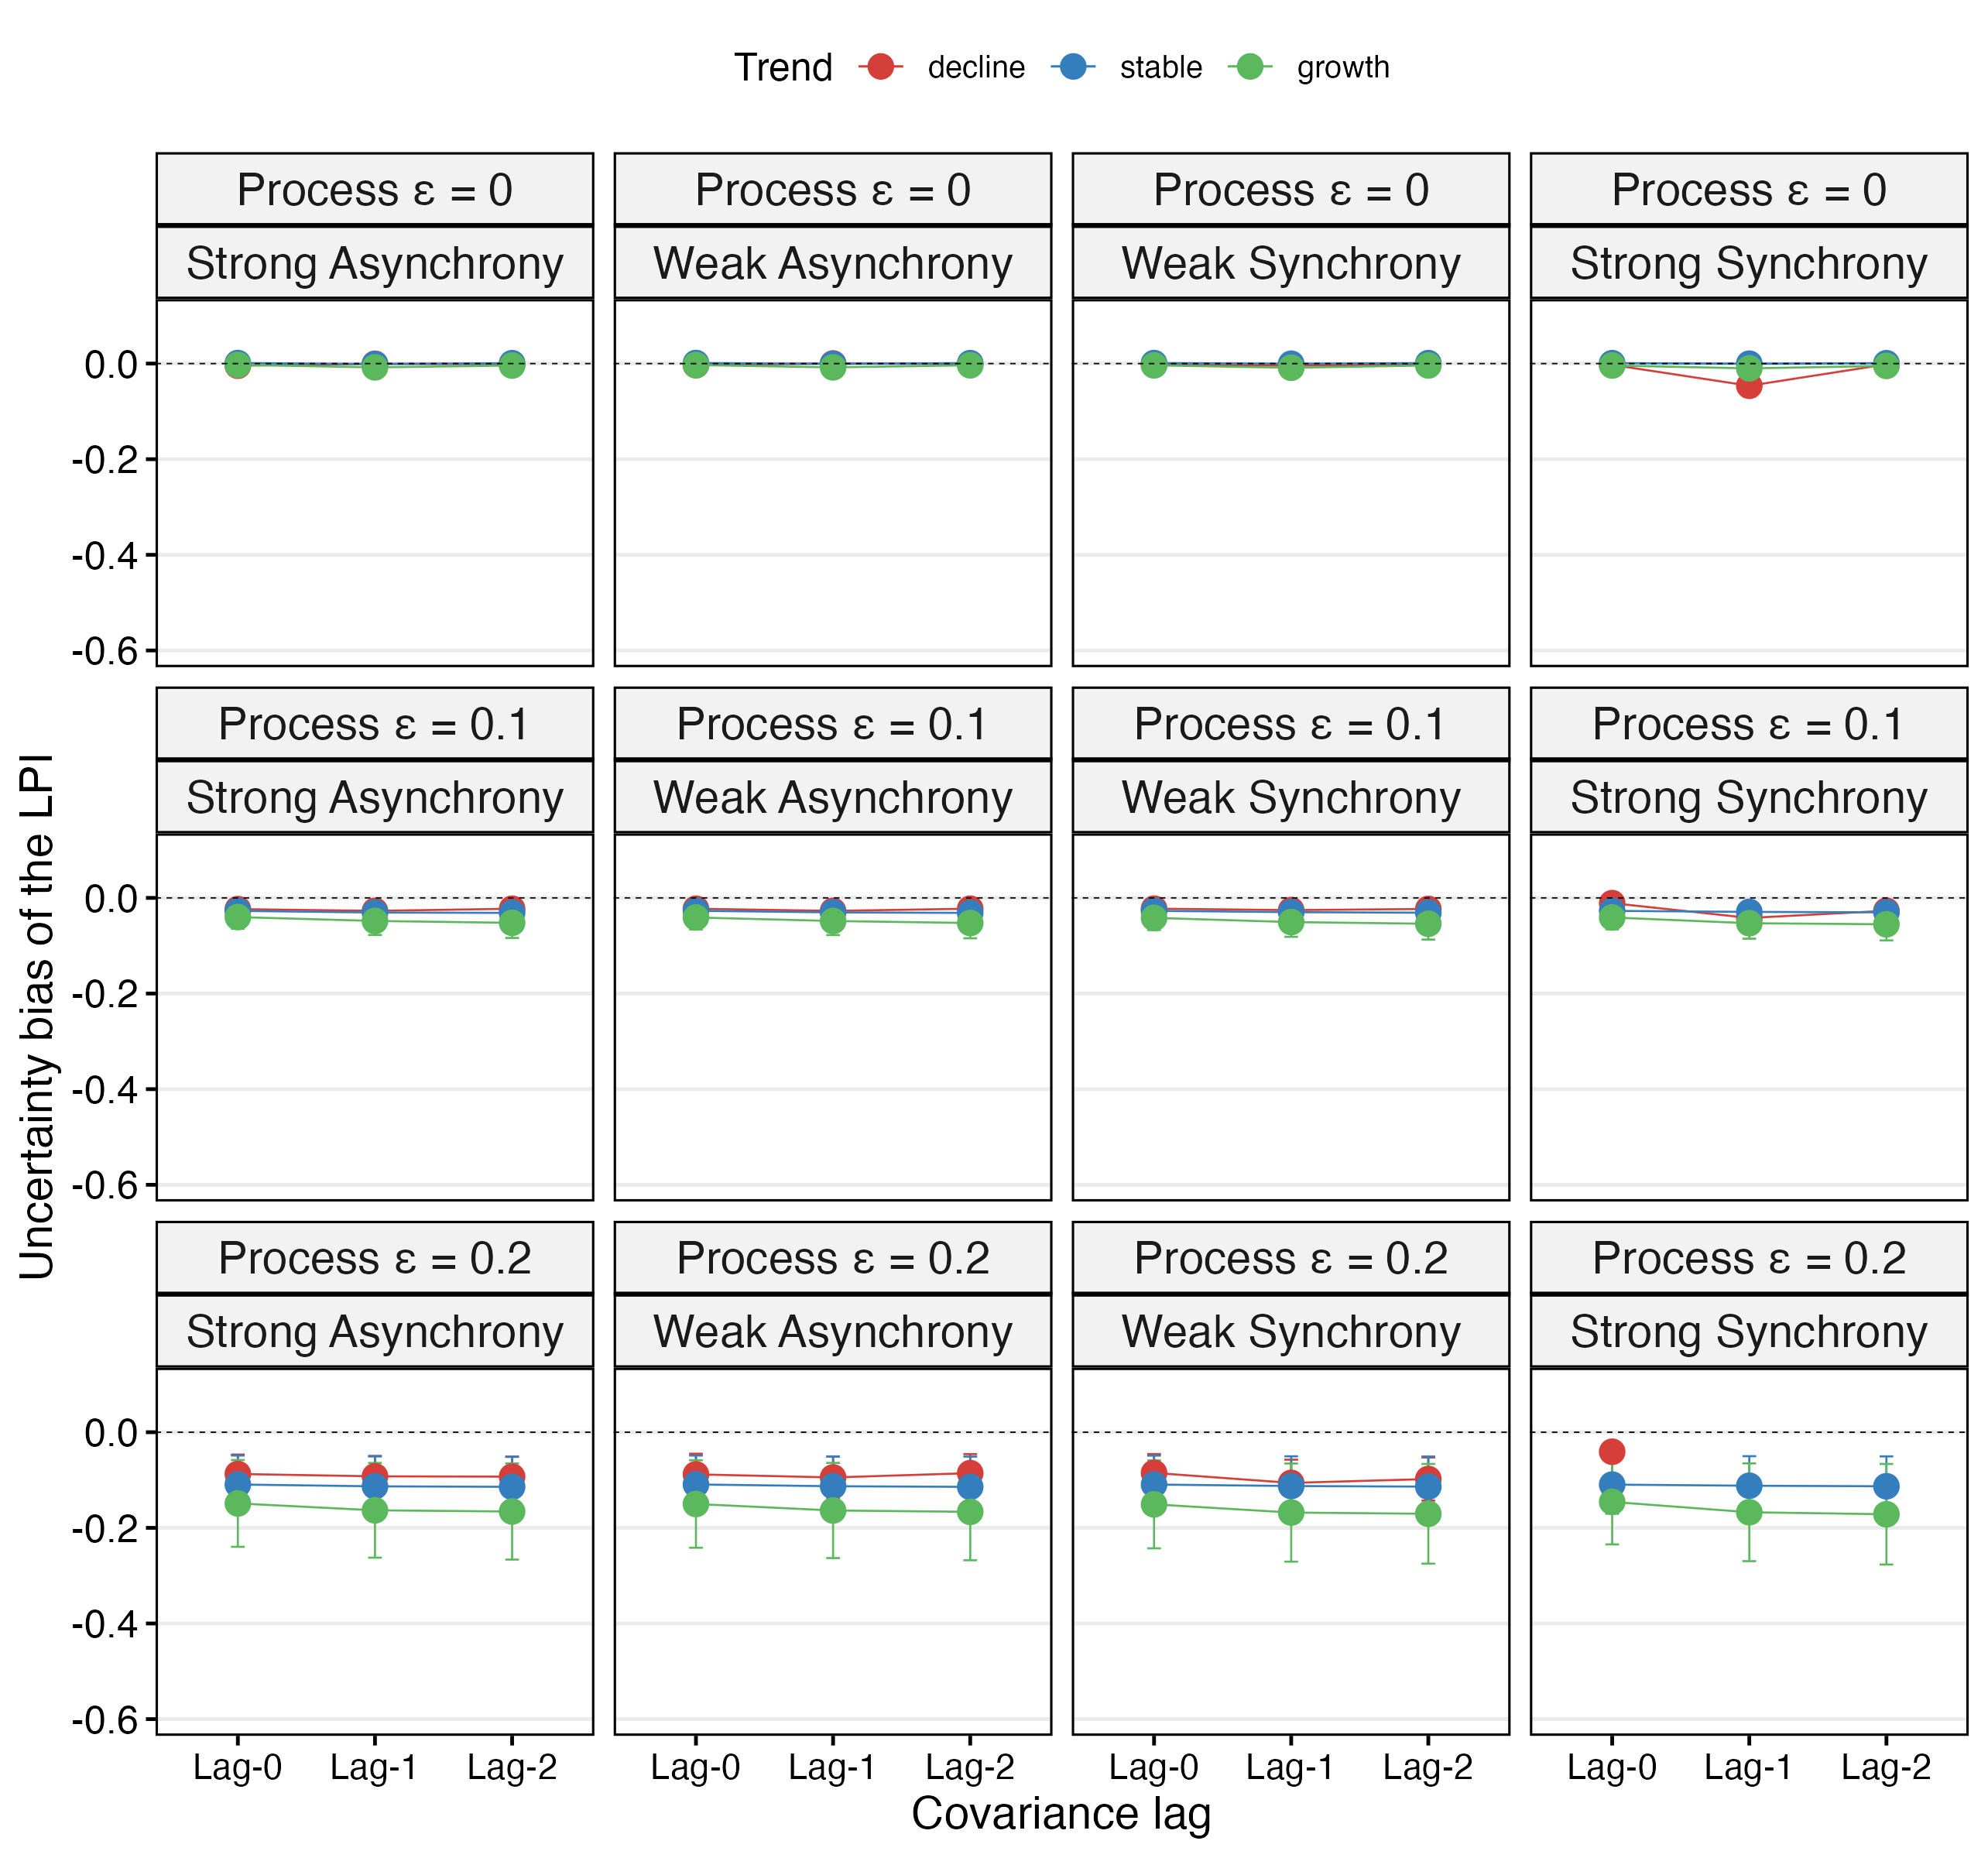 Trend decline stable growth
Process ε = 0 Process ε = 0 Process ε = 0 Process ε = 0
Strong Asynchrony Weak Asynchrony Weak Synchrony Strong Synchrony
0.0
-0.2
-0.4
-0.6
Process ε = 0.1 Process ε = 0.1 Process ε = 0.1 Process ε = 0.1
Strong Asynchrony Weak Asynchrony Weak Synchrony Strong Synchrony
0.0
-0.2
-0.4
-0.6
Process ε = 0.2 Process ε = 0.2 Process ε = 0.2 Process ε = 0.2
Strong Asynchrony Weak Asynchrony Weak Synchrony Strong Synchrony
0.0
-0.2
-0.4
-0.6
Lag-0 Lag-1 Lag-2 Lag-0 Lag-1 Lag-2 Lag-0 Lag-1 Lag-2 Lag-0 Lag-1 Lag-2
Covariance lag
Uncertainty bias of the LPI